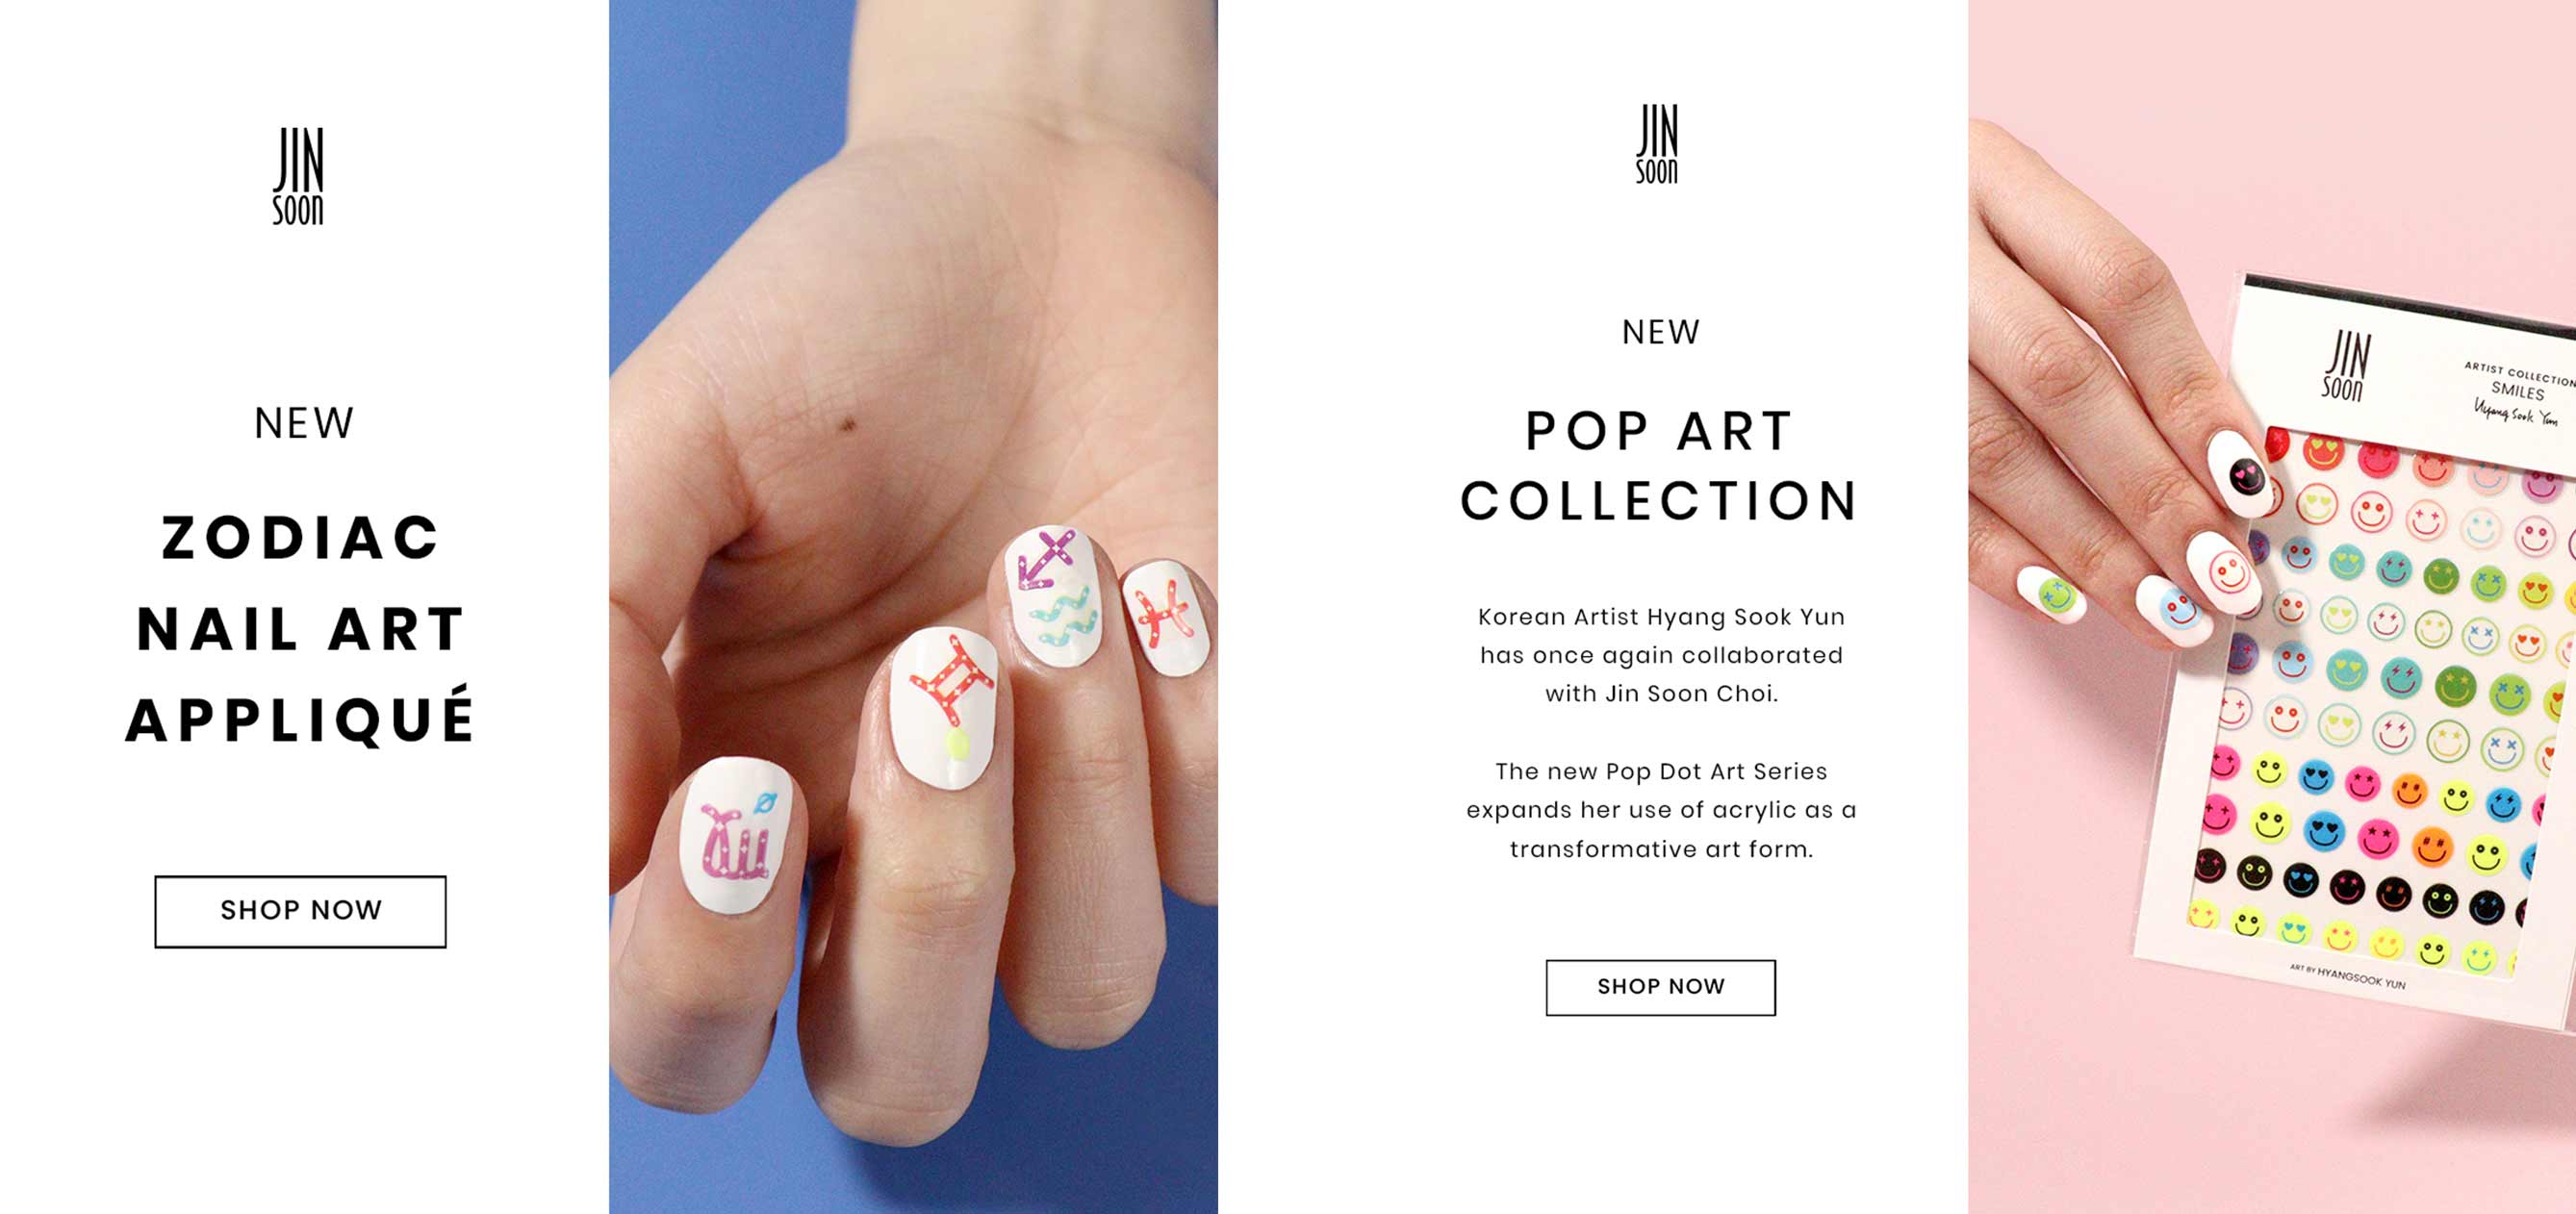 JIN
soon
NEW
ZODIAC
NAIL ART
APPLIQUÉ
SHOP NOW
JIN
soon
NEW
POP ART
COLLECTION
Korean Artist Hyang Sook Yun
has once again collaborated
with Jin Soon Choi.
The new Pop Dot Art Series
expands her use of acrylic as a
transformative art form.
SHOP NOW
JIN
soon
ARTIST COLLECTION
SMILES
Hyang Sook Yun
ART BY HYANGSOOK YUN